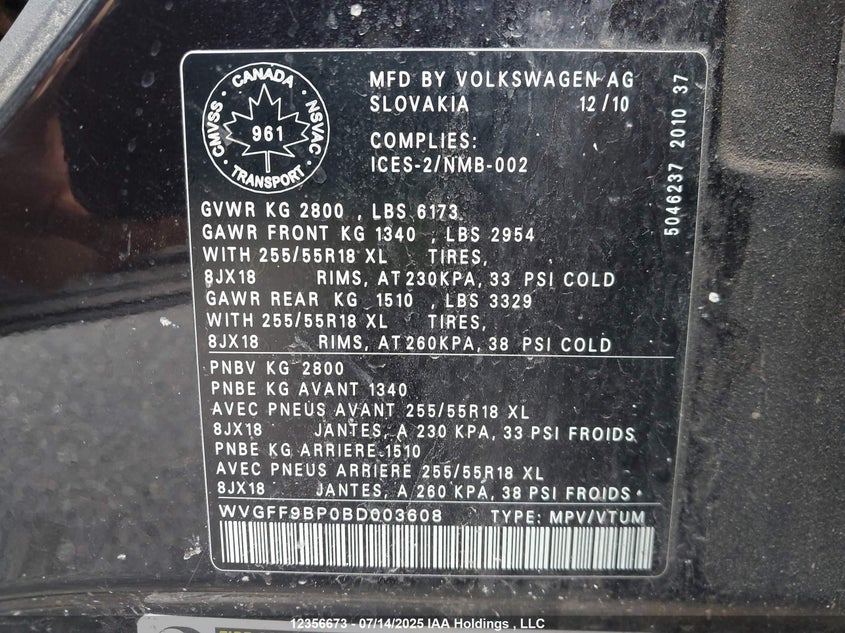 CANADA
CMVSS
NSVAC
961
TRANSPORT
MFD BY VOLKSWAGEN AG
SLOVAKIA 12/10
COMPLIES:
ICES-2/NMB-002
5046237 2010 37
GVWR KG 2800 , LBS 6173
GAWR FRONT KG 1340 , LBS 2954
WITH 255/55R18 XL TIRES,
8JX18 RIMS, AT 230KPA, 33 PSI COLD
GAWR REAR KG 1510 , LBS 3329
WITH 255/55R18 XL TIRES,
8JX18 RIMS, AT 260KPA, 38 PSI COLD
PNBV KG 2800
PNBE KG AVANT 1340
AVEC PNEUS AVANT 255/55R18 XL
8JX18 JANTES, A 230 KPA, 33 PSI FROIDS
PNBE KG ARRIERE 1510
AVEC PNEUS ARRIERE 255/55R18 XL
8JX18 JANTES, A 260 KPA, 38 PSI FROIDS
WVGFF9BP0BD003608 TYPE: MPV/VTUM
12356673 - 07/14/2025 IAA Holdings , LLC